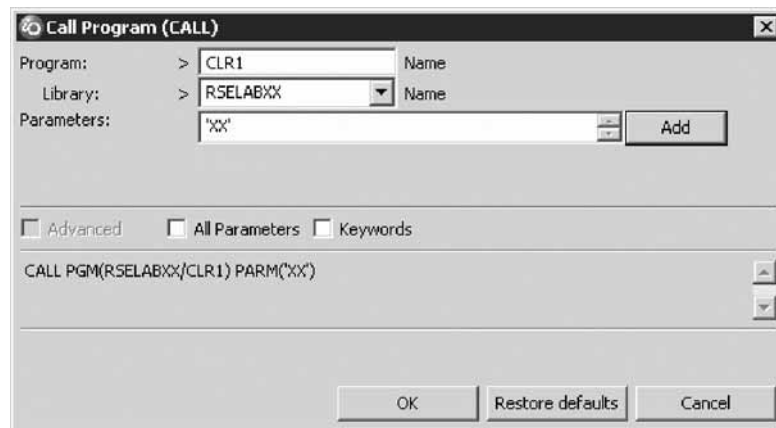 Call Program (CALL)
Program: > CLR1 Name
Library: > RSELABXX Name
Parameters: 'XX' Add
Advanced All Parameters Keywords
CALL PGM(RSELABXX/CLR1) PARM('XX')
OK Restore defaults Cancel